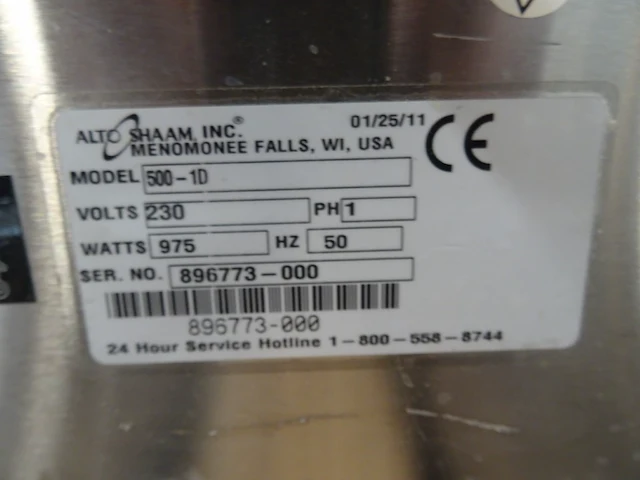 ALTO SHAAM, INC.® 01/25/11 CE
MENOMONEE FALLS, WI, USA
MODEL 500-1D
VOLTS 230 PH 1
WATTS 975 HZ 50
SER. NO. 896773-000
896773-000
24 Hour Service Hotline 1-800-558-8744